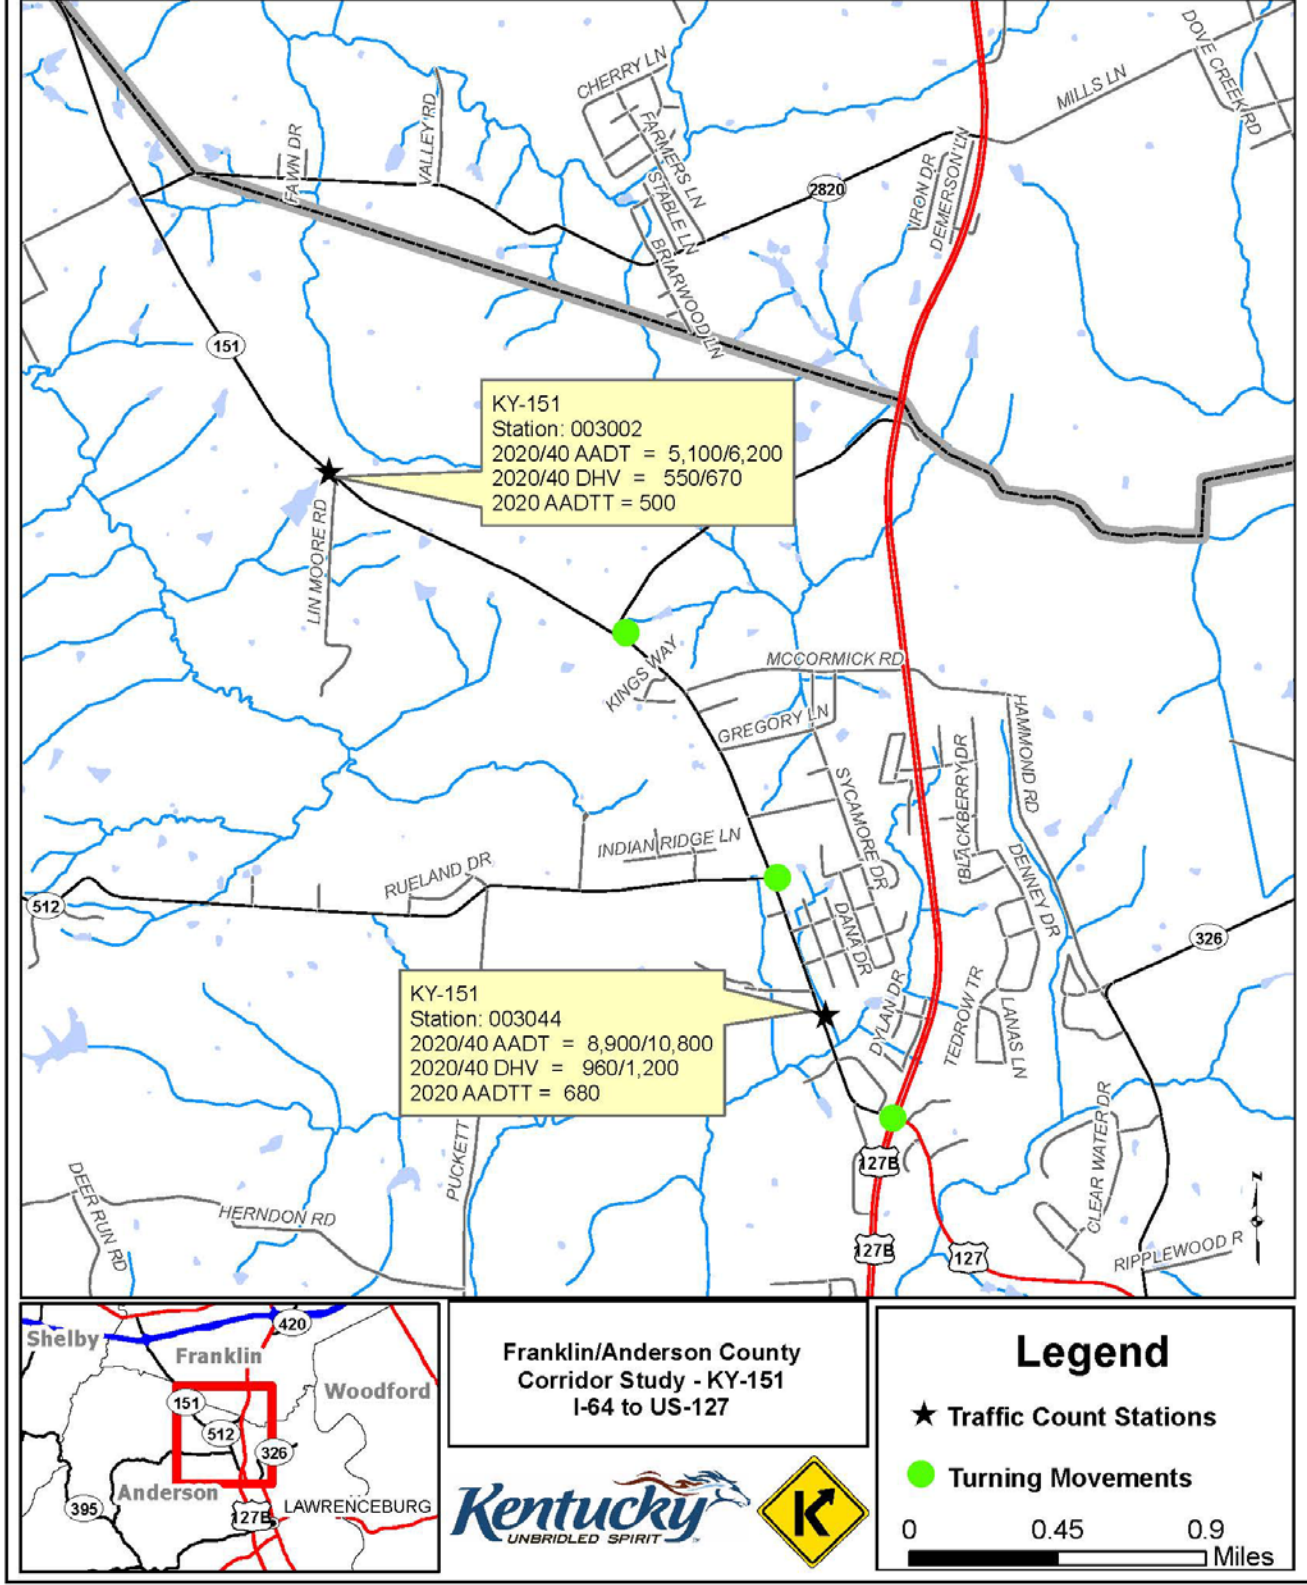 DOVE CREEK RD
CHERRY LN
MILLS LN
VALLEY RD
FARMERS LN
FAWN DR
STABLE LN
2820
IRON DR
DEMERSON LN
BRIARWOOD LN
151
KY-151
Station: 003002
2020/40 AADT = 5,100/6,200
2020/40 DHV = 550/670
2020 AADTT = 500
LIN MOORE RD
KINGS WAY
MCCORMICK RD
GREGORY LN
HAMMOND RD
SYCAMORE DR
BLACKBERRY DR
INDIAN RIDGE LN
RUELAND DR
DENNEY DR
512
DANA DR
326
KY-151
Station: 003044
2020/40 AADT = 8,900/10,800
2020/40 DHV = 960/1,200
2020 AADTT = 680
DYLAN DR
TEDROW TR
LANAS LN
PUCKETT
CLEAR WATER DR
127B
DEER RUN RD
HERNDON RD
127B
127
RIPPLEWOOD R
N
Shelby
420
Franklin
Woodford
151
512
326
Anderson
395
127B
LAWRENCEBURG
Franklin/Anderson County
Corridor Study - KY-151
I-64 to US-127
Kentucky
UNBRIDLED SPIRIT
K
Legend
Traffic Count Stations
Turning Movements
0 0.45 0.9
Miles